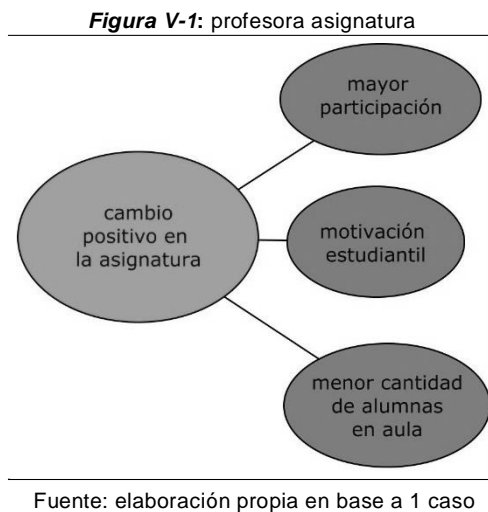 Figura V-1: profesora asignatura
mayor
participación
cambio
positivo en
la asignatura
motivación
estudiantil
menor cantidad
de alumnas
en aula
Fuente: elaboración propia en base a 1 caso